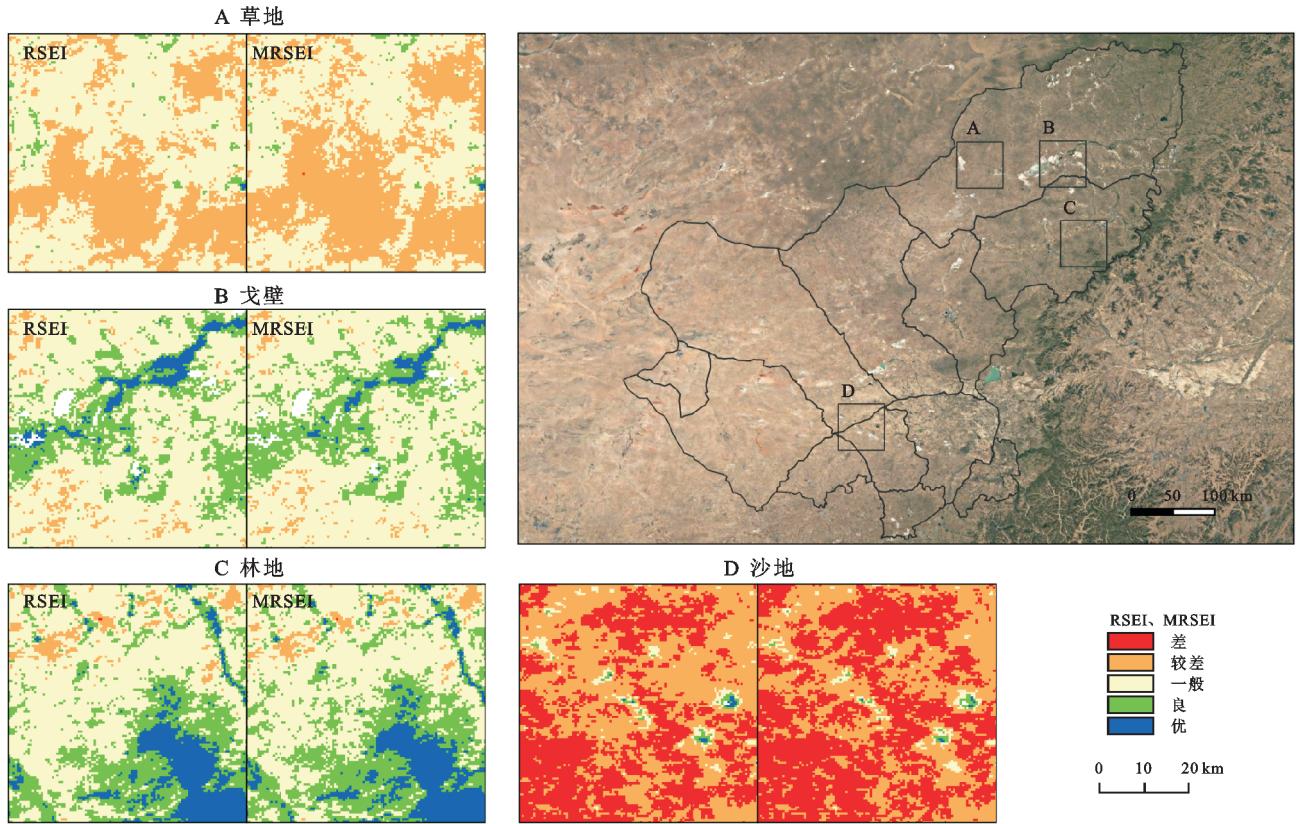 A 草地
RSEI
MRSEI
B 戈壁
RSEI
MRSEI
C 林地
RSEI
MRSEI
A
B
C
D
0 50 100 km
D 沙地
RSEI、MRSEI
差
较差
一般
良
优
0 10 20 km